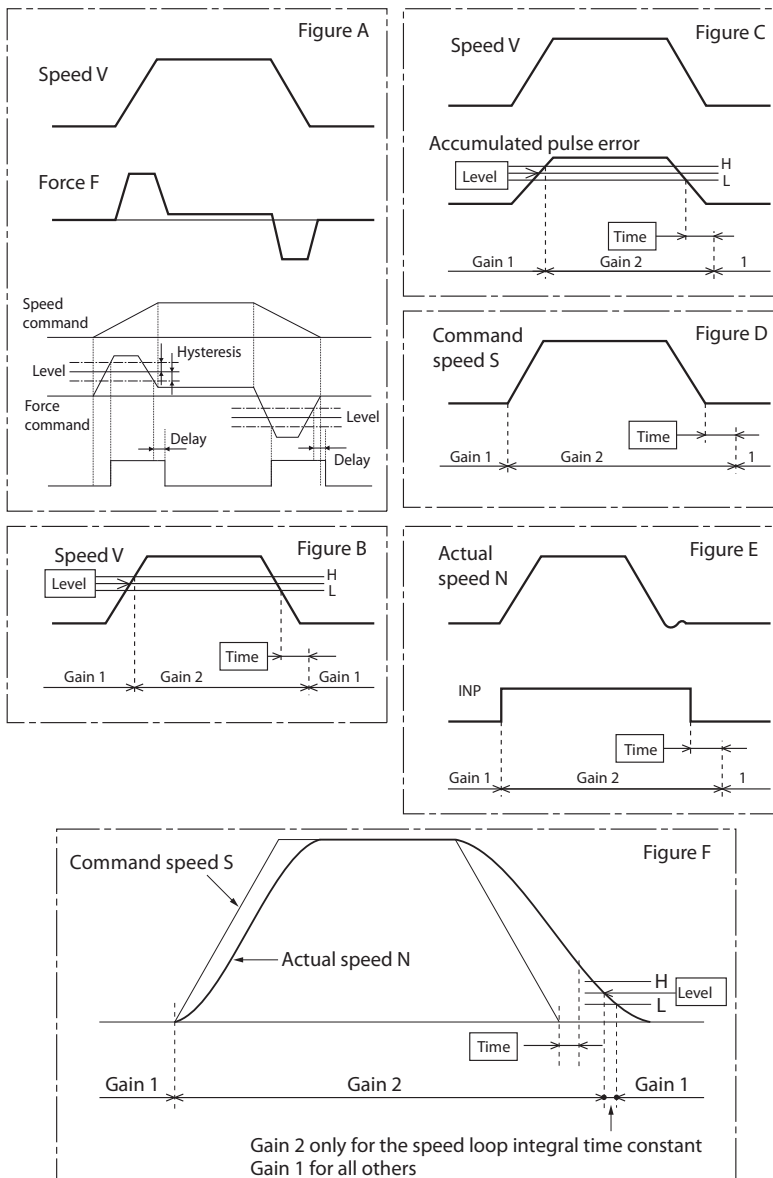 Figure A
Speed V
Force F
Speed
command
Hysteresis
Level
Force
command
Level
Delay
Delay
Figure B
Speed V
H
Level
L
Time
Gain 1
Gain 2
Gain 1
Figure C
Speed V
Accumulated pulse error
H
Level
L
Time
Gain 1
Gain 2
1
Figure D
Command
speed S
Time
Gain 1
Gain 2
1
Figure E
Actual
speed N
INP
Time
Gain 1
Gain 2
1
Figure F
Command speed S
Actual speed N
H
Level
L
Time
Gain 1
Gain 2
Gain 1
Gain 2 only for the speed loop integral time constant
Gain 1 for all others